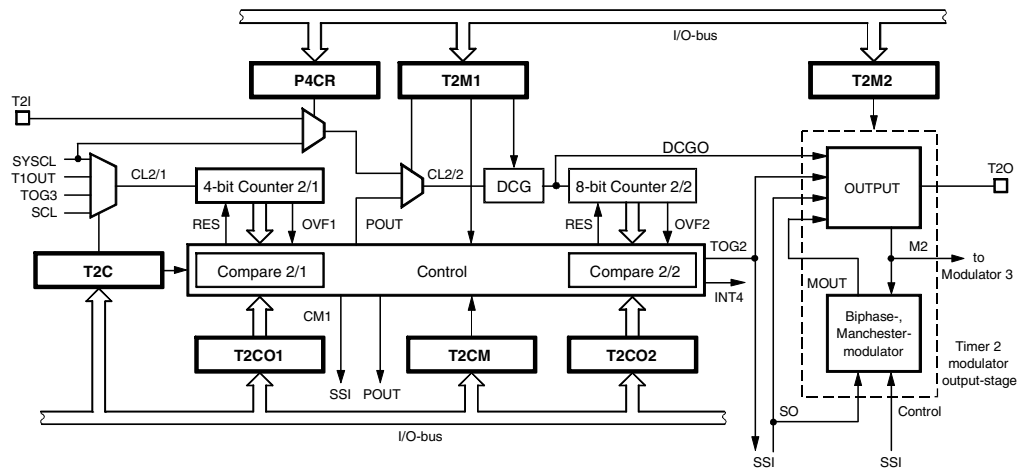 I/O-bus
P4CR
T2M1
T2M2
T2I
SYSCL
T1OUT
TOG3
SCL
CL2/1
4-bit Counter 2/1
CL2/2
DCG
8-bit Counter 2/2
DCGO
OUTPUT
T2O
RES
OVF1
POUT
RES
OVF2
TOG2
M2
to
Modulator 3
T2C
Compare 2/1
Control
Compare 2/2
INT4
MOUT
CM1
Biphase-,
Manchester-
modulator
Timer 2
modulator
output-stage
T2CO1
T2CM
T2CO2
SSI
POUT
SO
Control
I/O-bus
SSI
SSI